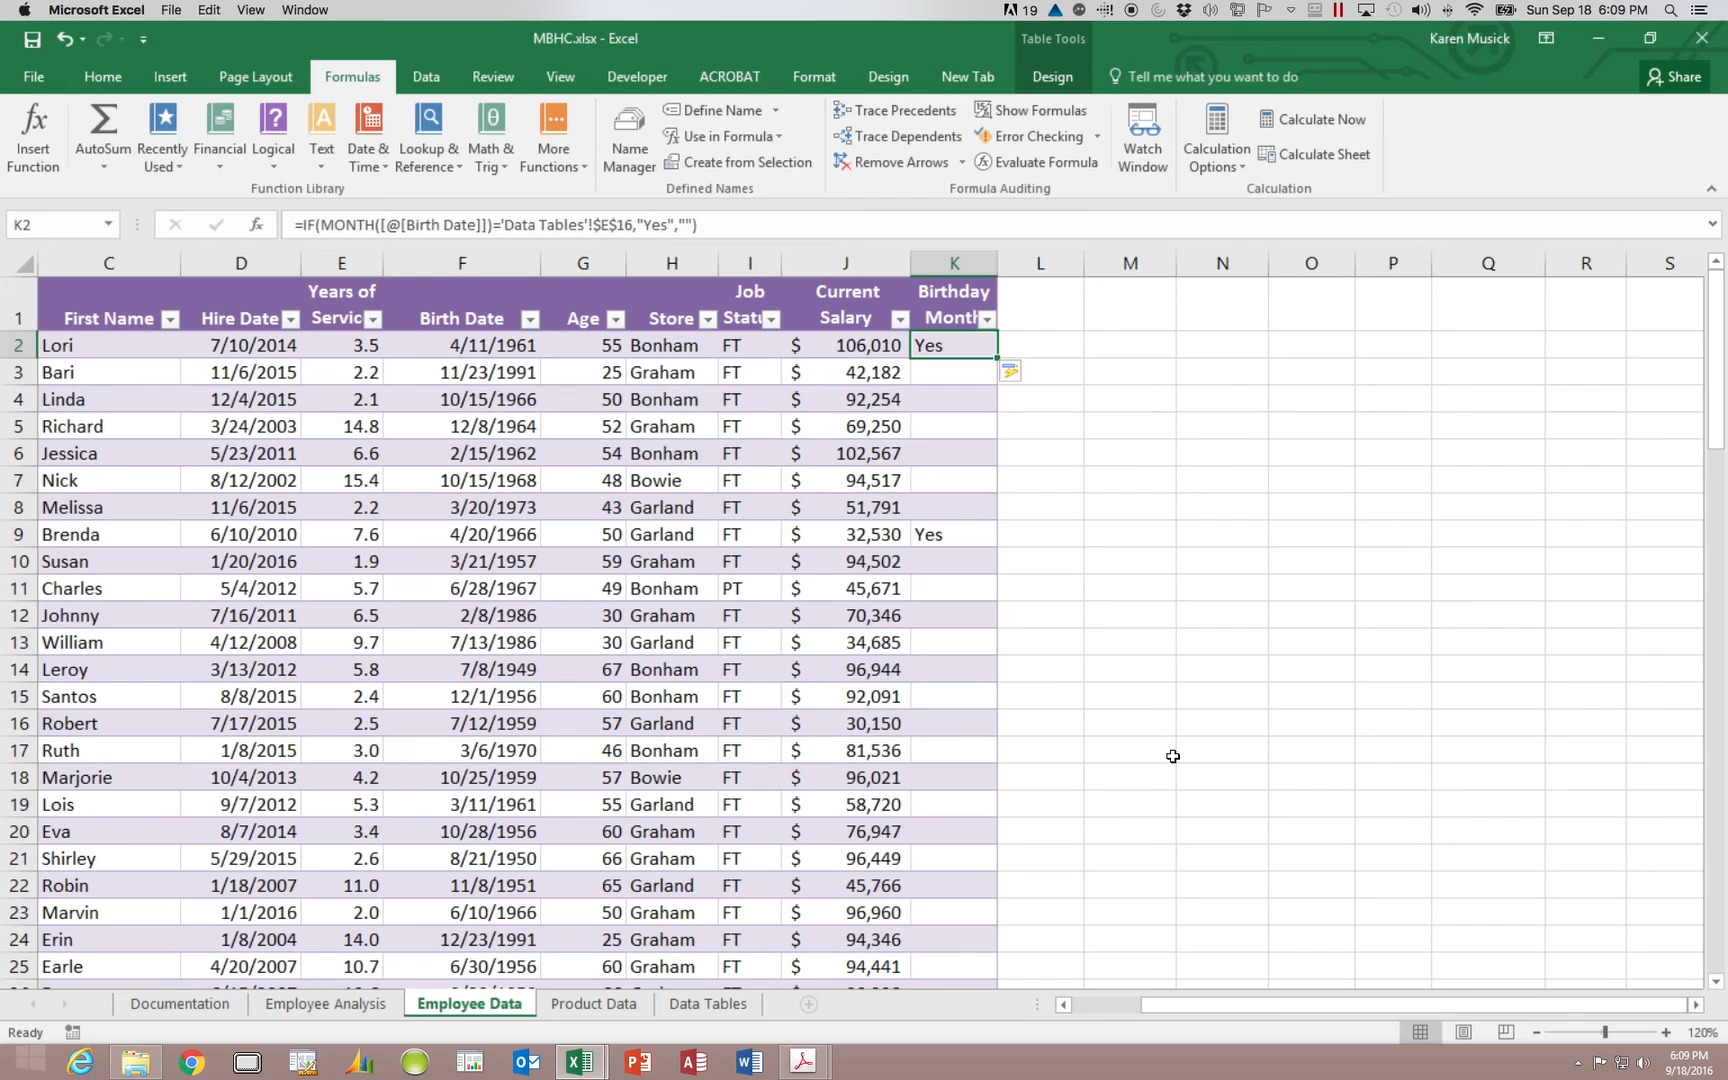 Microsoft Excel File Edit View Window 19 Sun Sep 18 6:09 PM
MBHC.xlsx - Excel Table Tools Karen Musick
File Home Insert Page Layout Formulas Data Review View Developer ACROBAT Format Design New Tab Design Tell me what you want to do Share
Insert Function AutoSum Recently Used Financial Logical Text Date & Time Lookup & Reference Math & Trig More Functions
Function Library
Name Manager Define Name Use in Formula Create from Selection
Defined Names
Trace Precedents Show Formulas
Trace Dependents Error Checking
Remove Arrows Evaluate Formula
Watch Window
Formula Auditing
Calculation Options Calculate Now
Calculate Sheet
Calculation
K2 fx =IF(MONTH([@[Birth Date]])='Data Tables'!$E$16,"Yes","")
C D E F G H I J K L M N O P Q R S
1 First Name Hire Date Years of Servic Birth Date Age Store Job Statu Current Salary Birthday Month
2 Lori 7/10/2014 3.5 4/11/1961 55 Bonham FT $ 106,010 Yes
3 Bari 11/6/2015 2.2 11/23/1991 25 Graham FT $ 42,182
4 Linda 12/4/2015 2.1 10/15/1966 50 Bonham FT $ 92,254
5 Richard 3/24/2003 14.8 12/8/1964 52 Graham FT $ 69,250
6 Jessica 5/23/2011 6.6 2/15/1962 54 Bonham FT $ 102,567
7 Nick 8/12/2002 15.4 10/15/1968 48 Bowie FT $ 94,517
8 Melissa 11/6/2015 2.2 3/20/1973 43 Garland FT $ 51,791
9 Brenda 6/10/2010 7.6 4/20/1966 50 Garland FT $ 32,530 Yes
10 Susan 1/20/2016 1.9 3/21/1957 59 Graham FT $ 94,502
11 Charles 5/4/2012 5.7 6/28/1967 49 Bonham PT $ 45,671
12 Johnny 7/16/2011 6.5 2/8/1986 30 Graham FT $ 70,346
13 William 4/12/2008 9.7 7/13/1986 30 Garland FT $ 34,685
14 Leroy 3/13/2012 5.8 7/8/1949 67 Bonham FT $ 96,944
15 Santos 8/8/2015 2.4 12/1/1956 60 Bonham FT $ 92,091
16 Robert 7/17/2015 2.5 7/12/1959 57 Garland FT $ 30,150
17 Ruth 1/8/2015 3.0 3/6/1970 46 Bonham FT $ 81,536
18 Marjorie 10/4/2013 4.2 10/25/1959 57 Bowie FT $ 96,021
19 Lois 9/7/2012 5.3 3/11/1961 55 Garland FT $ 58,720
20 Eva 8/7/2014 3.4 10/28/1956 60 Graham FT $ 76,947
21 Shirley 5/29/2015 2.6 8/21/1950 66 Graham FT $ 96,449
22 Robin 1/18/2007 11.0 11/8/1951 65 Garland FT $ 45,766
23 Marvin 1/1/2016 2.0 6/10/1966 50 Graham FT $ 96,960
24 Erin 1/8/2004 14.0 12/23/1991 25 Graham FT $ 94,346
25 Earle 4/20/2007 10.7 6/30/1956 60 Graham FT $ 94,441
Documentation Employee Analysis Employee Data Product Data Data Tables
Ready 120%
6:09 PM
9/18/2016